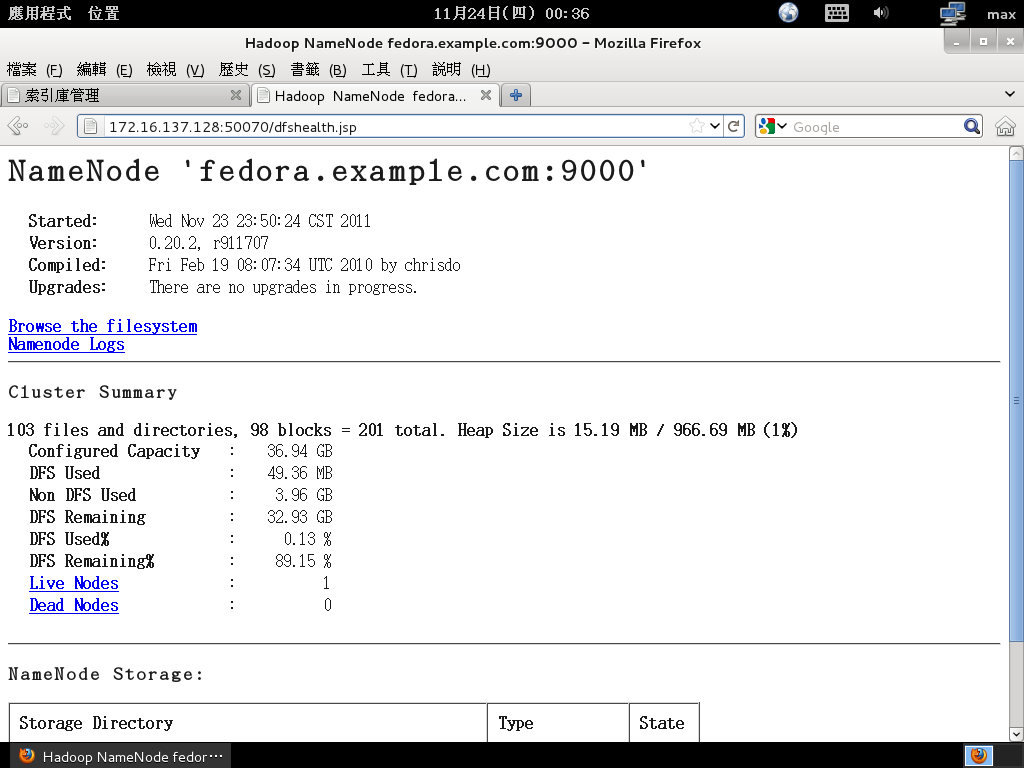 應用程式 位置 11月24日(四) 00:36 max
Hadoop NameNode fedora.example.com:9000 - Mozilla Firefox
檔案 (F) 編輯 (E) 檢視 (V) 歷史 (S) 書籤 (B) 工具 (T) 說明 (H)
索引庫管理 Hadoop NameNode fedora...
172.16.137.128:50070/dfshealth.jsp Google
NameNode 'fedora.example.com:9000'
Started: Wed Nov 23 23:50:24 CST 2011
Version: 0.20.2, r911707
Compiled: Fri Feb 19 08:07:34 UTC 2010 by chrisdo
Upgrades: There are no upgrades in progress.
Browse the filesystem
Namenode Logs
Cluster Summary
103 files and directories, 98 blocks = 201 total. Heap Size is 15.19 MB / 966.69 MB (1%)
Configured Capacity : 36.94 GB
DFS Used : 49.36 MB
Non DFS Used : 3.96 GB
DFS Remaining : 32.93 GB
DFS Used% : 0.13 %
DFS Remaining% : 89.15 %
Live Nodes : 1
Dead Nodes : 0
NameNode Storage:
Storage Directory Type State
Hadoop NameNode fedor···